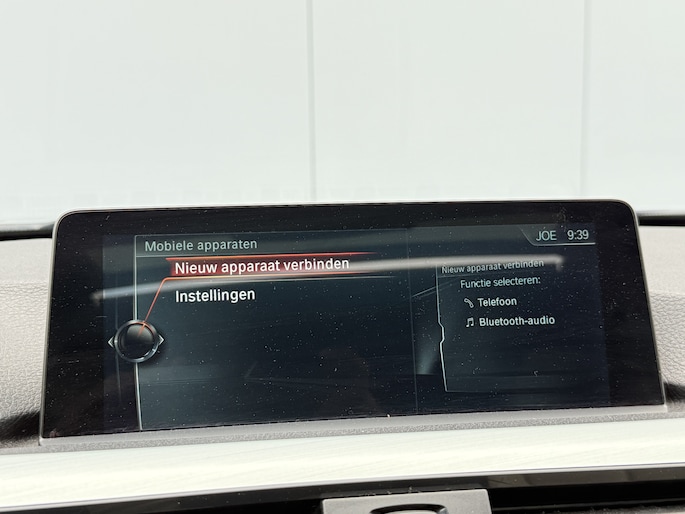 JOE 9:39
Mobiele apparaten
Nieuw apparaat verbinden
Instellingen
Nieuw apparaat verbinden
Functie selecteren:
Telefoon
Bluetooth-audio